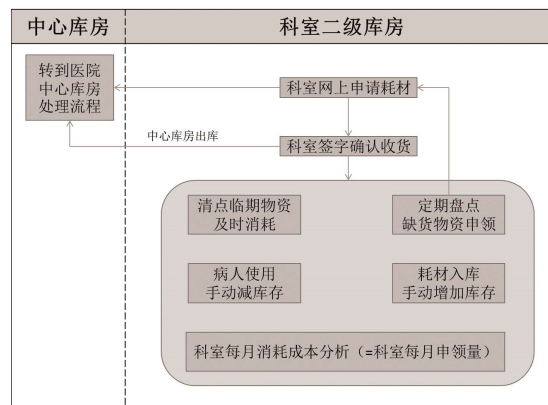 中心库房
科室二级库房
转到医院
中心库房
处理流程
科室网上申请耗材
中心库房出库
科室签字确认收货
清点临期物资
及时消耗
定期盘点
缺货物资申领
病人使用
手动减库存
耗材入库
手动增加库存
科室每月消耗成本分析（=科室每月申领量）